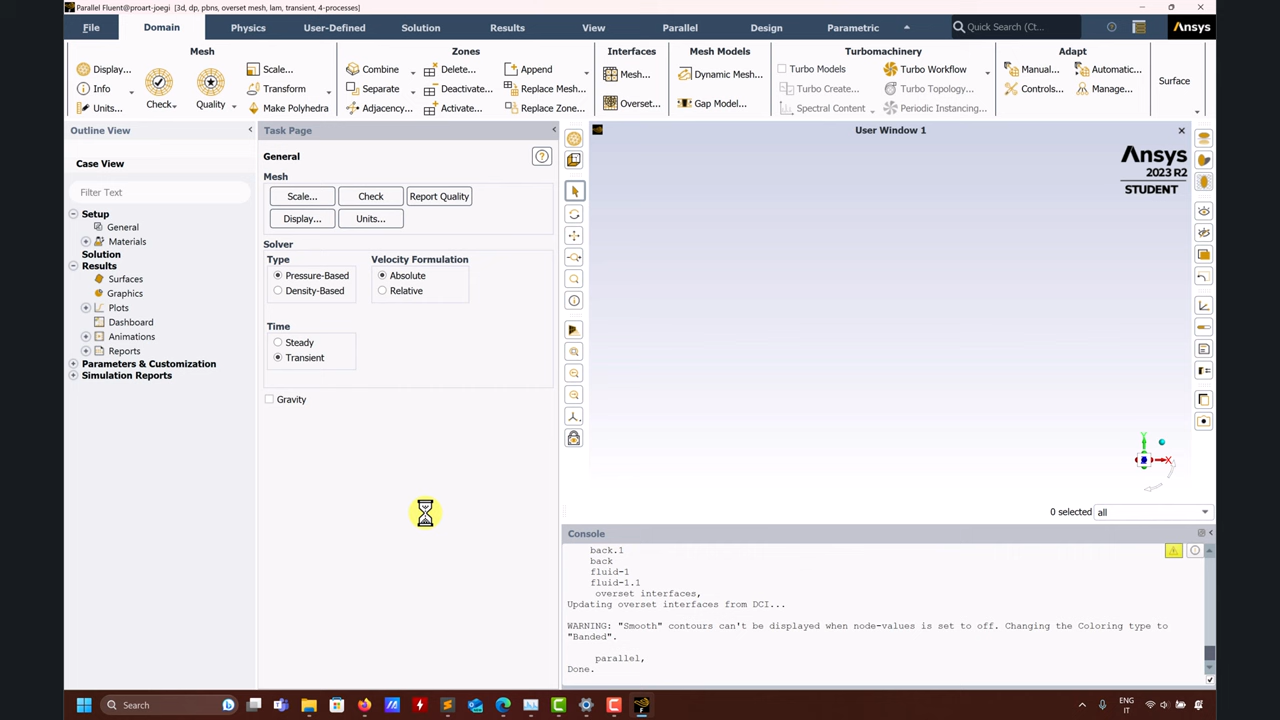 Parallel Fluent@proart-joegi [3d, dp, pbns, overset mesh, lam, transient, 4-processes]
File
Domain
Physics
User-Defined
Solution
Results
View
Parallel
Design
Parametric
Quick Search (Ct...
Ansys
Mesh
Display...
Info
Units...
Check
Quality
Scale...
Transform
Make Polyhedra
Zones
Combine
Separate
Adjacency...
Delete...
Deactivate...
Activate...
Append
Replace Mesh...
Replace Zone...
Interfaces
Mesh...
Overset...
Mesh Models
Dynamic Mesh...
Gap Model...
Turbomachinery
Turbo Models
Turbo Create...
Spectral Content
Turbo Workflow
Turbo Topology...
Periodic Instancing...
Adapt
Manual...
Controls...
Automatic...
Manage...
Surface
Outline View
Case View
Filter Text
Setup
General
Materials
Solution
Results
Surfaces
Graphics
Plots
Dashboard
Animations
Reports
Parameters & Customization
Simulation Reports
Task Page
General
Mesh
Scale...
Check
Report Quality
Display...
Units...
Solver
Type
Pressure-Based
Density-Based
Velocity Formulation
Absolute
Relative
Time
Steady
Transient
Gravity
User Window 1
Ansys
2023 R2
STUDENT
Y
X
0 selected
all
Console
back.1
back
fluid-1
fluid-1.1
overset interfaces,
Updating overset interfaces from DCI...
WARNING: "Smooth" contours can't be displayed when node-values is set to off. Changing the Coloring type to
"Banded".
parallel,
Done.
Search
ENG
IT